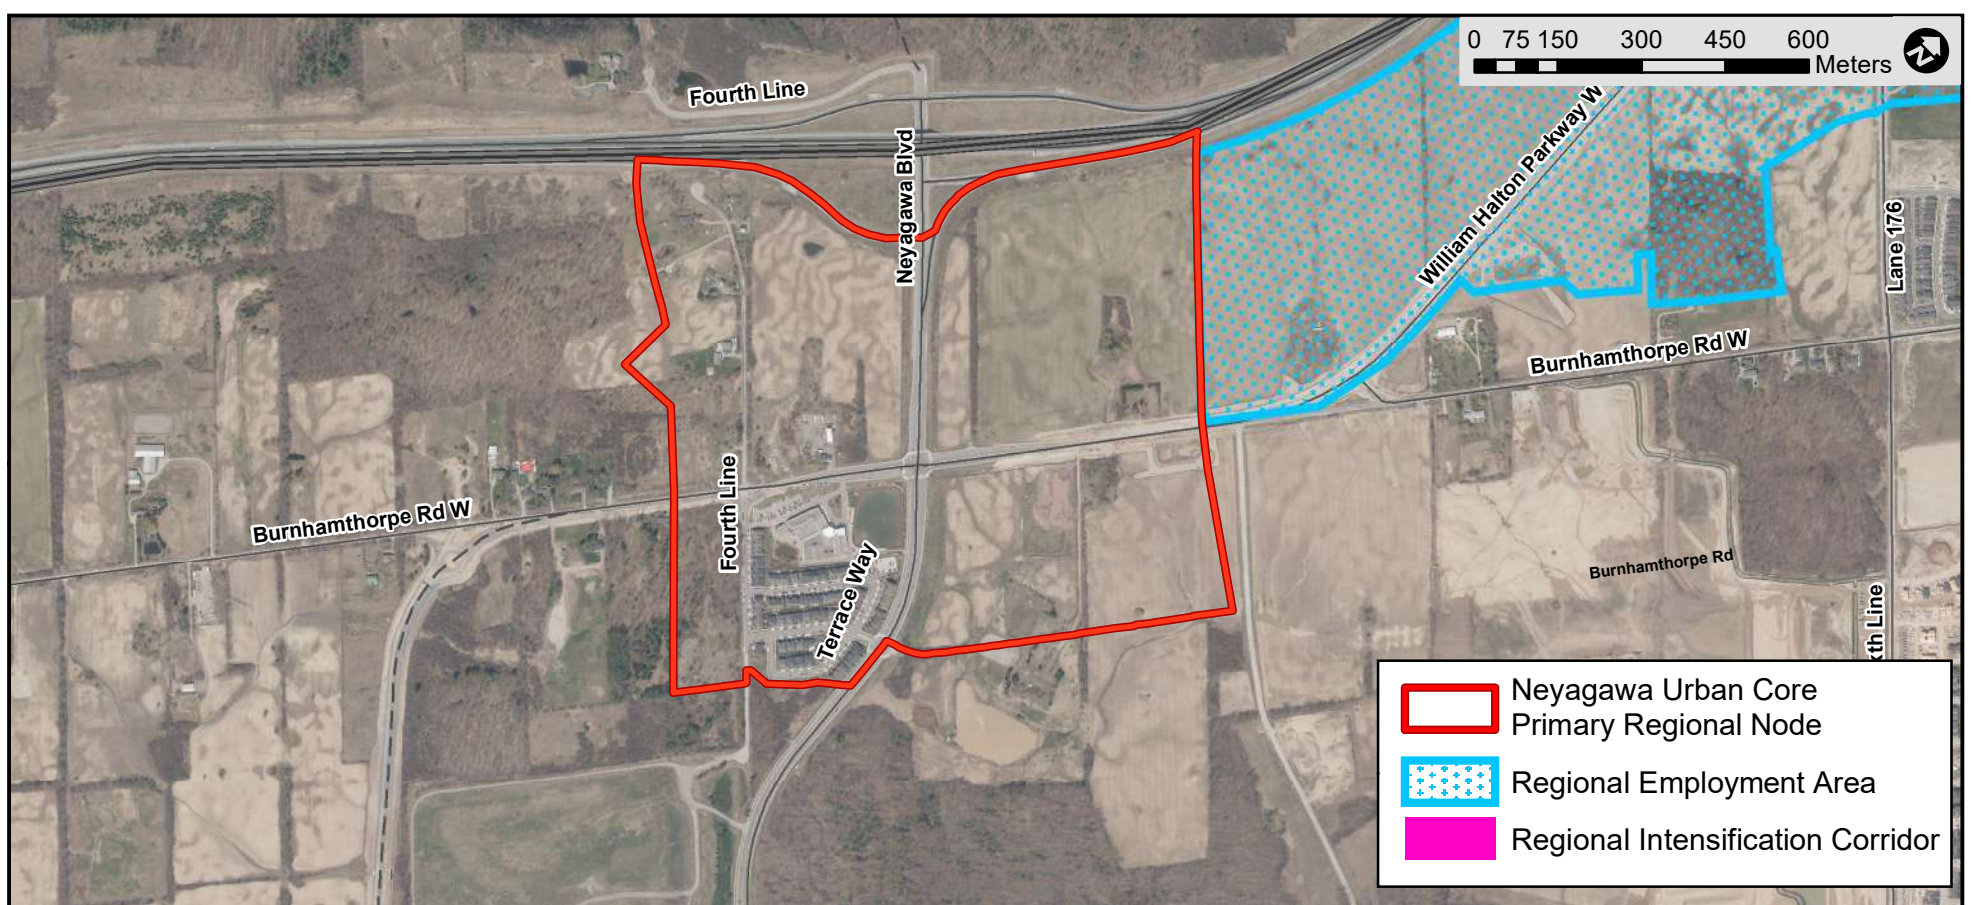 0 75 150 300 450 600
Meters
N
Fourth Line
Neyagawa Blvd
William Halton Parkway W
Lane 176
Burnhamthorpe Rd W
Burnhamthorpe Rd W
Fourth Line
Terrace Way
Burnhamthorpe Rd
xth Line
Neyagawa Urban Core
Primary Regional Node
Regional Employment Area
Regional Intensification Corridor